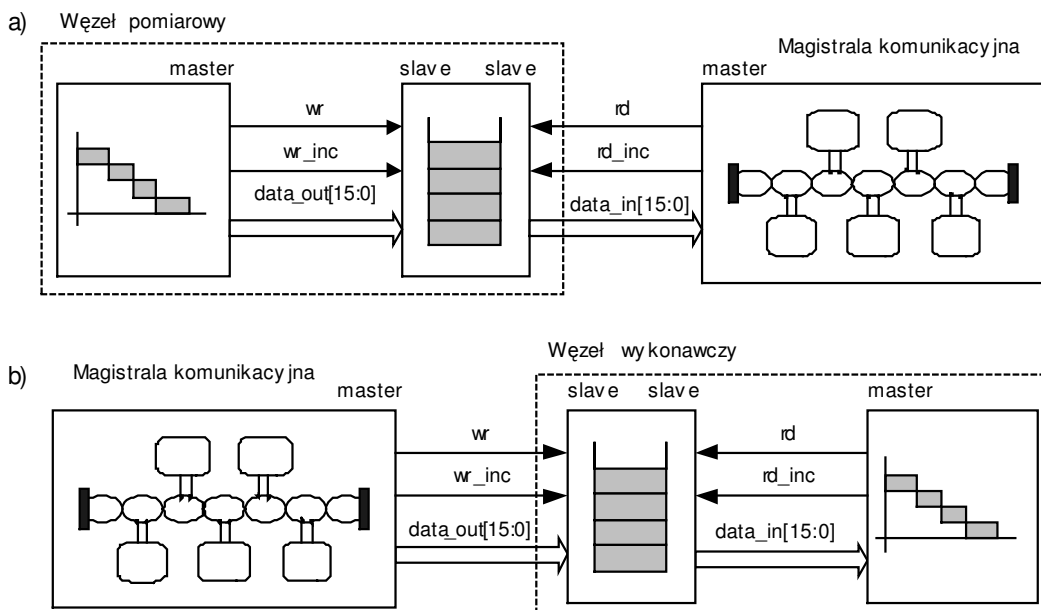 a)
Węzeł pomiarowy
Magistrala komunikacyjna
master
slave
slave
master
wr
rd
wr_inc
rd_inc
data_out[15:0]
data_in[15:0]
b)
Magistrala komunikacyjna
Węzeł wykonawczy
master
slave
slave
master
wr
rd
wr_inc
rd_inc
data_out[15:0]
data_in[15:0]